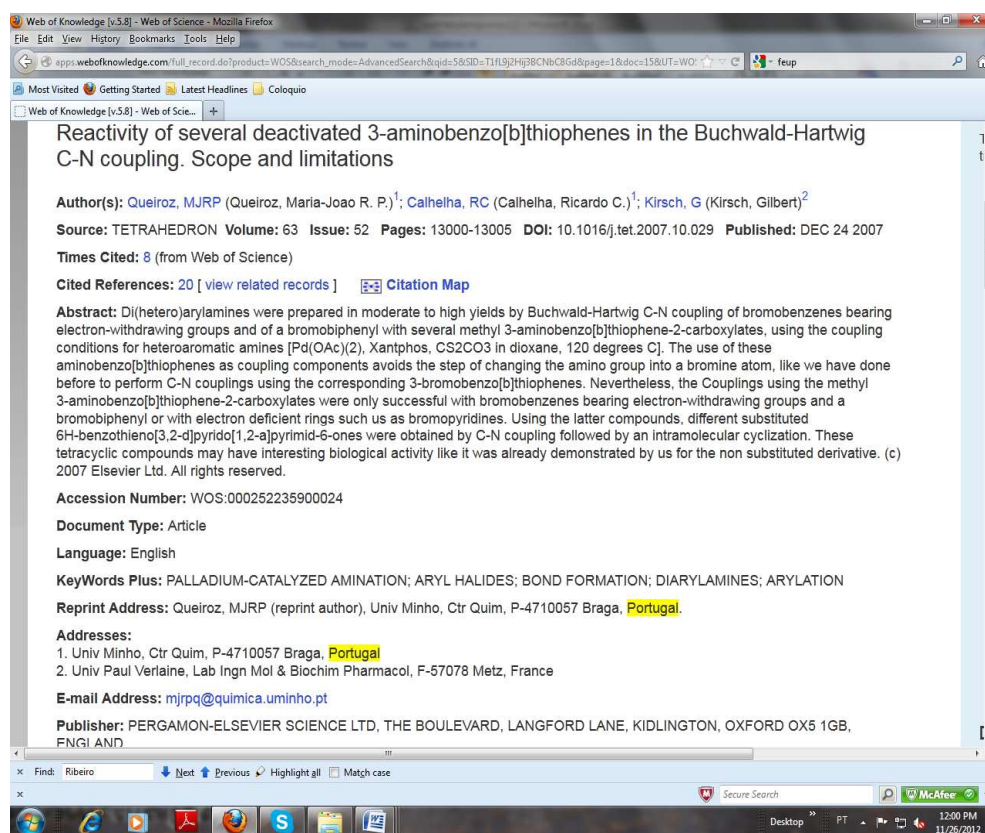 Web of Knowledge [v.5.8] - Web of Science - Mozilla Firefox
File Edit View History Bookmarks Tools Help
apps.webofknowledge.com/full_record.do?product=WOS&search_mode=AdvancedSearch&qid=5&SID=T1fL9j2Hij3BCNbC8Gd&page=1&doc=15&UT=WO: feup
Most Visited Getting Started Latest Headlines Coloquio
Web of Knowledge [v.5.8] - Web of Scie... +
Reactivity of several deactivated 3-aminobenzo[b]thiophenes in the Buchwald-Hartwig
C-N coupling. Scope and limitations
Author(s): Queiroz, MJRP (Queiroz, Maria-Joao R. P.)1; Calhelha, RC (Calhelha, Ricardo C.)1; Kirsch, G (Kirsch, Gilbert)2
Source: TETRAHEDRON Volume: 63 Issue: 52 Pages: 13000-13005 DOI: 10.1016/j.tet.2007.10.029 Published: DEC 24 2007
Times Cited: 8 (from Web of Science)
Cited References: 20 [ view related records ] Citation Map
Abstract: Di(hetero)arylamines were prepared in moderate to high yields by Buchwald-Hartwig C-N coupling of bromobenzenes bearing
electron-withdrawing groups and of a bromobiphenyl with several methyl 3-aminobenzo[b]thiophene-2-carboxylates, using the coupling
conditions for heteroaromatic amines [Pd(OAc)(2), Xantphos, CS2CO3 in dioxane, 120 degrees C]. The use of these
aminobenzo[b]thiophenes as coupling components avoids the step of changing the amino group into a bromine atom, like we have done
before to perform C-N couplings using the corresponding 3-bromobenzo[b]thiophenes. Nevertheless, the Couplings using the methyl
3-aminobenzo[b]thiophene-2-carboxylates were only successful with bromobenzenes bearing electron-withdrawing groups and a
bromobiphenyl or with electron deficient rings such us as bromopyridines. Using the latter compounds, different substituted
6H-benzothieno[3,2-d]pyrido[1,2-a]pyrimid-6-ones were obtained by C-N coupling followed by an intramolecular cyclization. These
tetracyclic compounds may have interesting biological activity like it was already demonstrated by us for the non substituted derivative. (c)
2007 Elsevier Ltd. All rights reserved.
Accession Number: WOS:000252235900024
Document Type: Article
Language: English
KeyWords Plus: PALLADIUM-CATALYZED AMINATION; ARYL HALIDES; BOND FORMATION; DIARYLAMINES; ARYLATION
Reprint Address: Queiroz, MJRP (reprint author), Univ Minho, Ctr Quim, P-4710057 Braga, Portugal.
Addresses:
1. Univ Minho, Ctr Quim, P-4710057 Braga, Portugal
2. Univ Paul Verlaine, Lab Ingn Mol & Biochim Pharmacol, F-57078 Metz, France
E-mail Address: mjrpq@quimica.uminho.pt
Publisher: PERGAMON-ELSEVIER SCIENCE LTD, THE BOULEVARD, LANGFORD LANE, KIDLINGTON, OXFORD OX5 1GB,
ENGLAND
× Find: Ribeiro Next Previous Highlight all Match case
× Secure Search McAfee
Desktop » PT 12:00 PM
11/26/2012